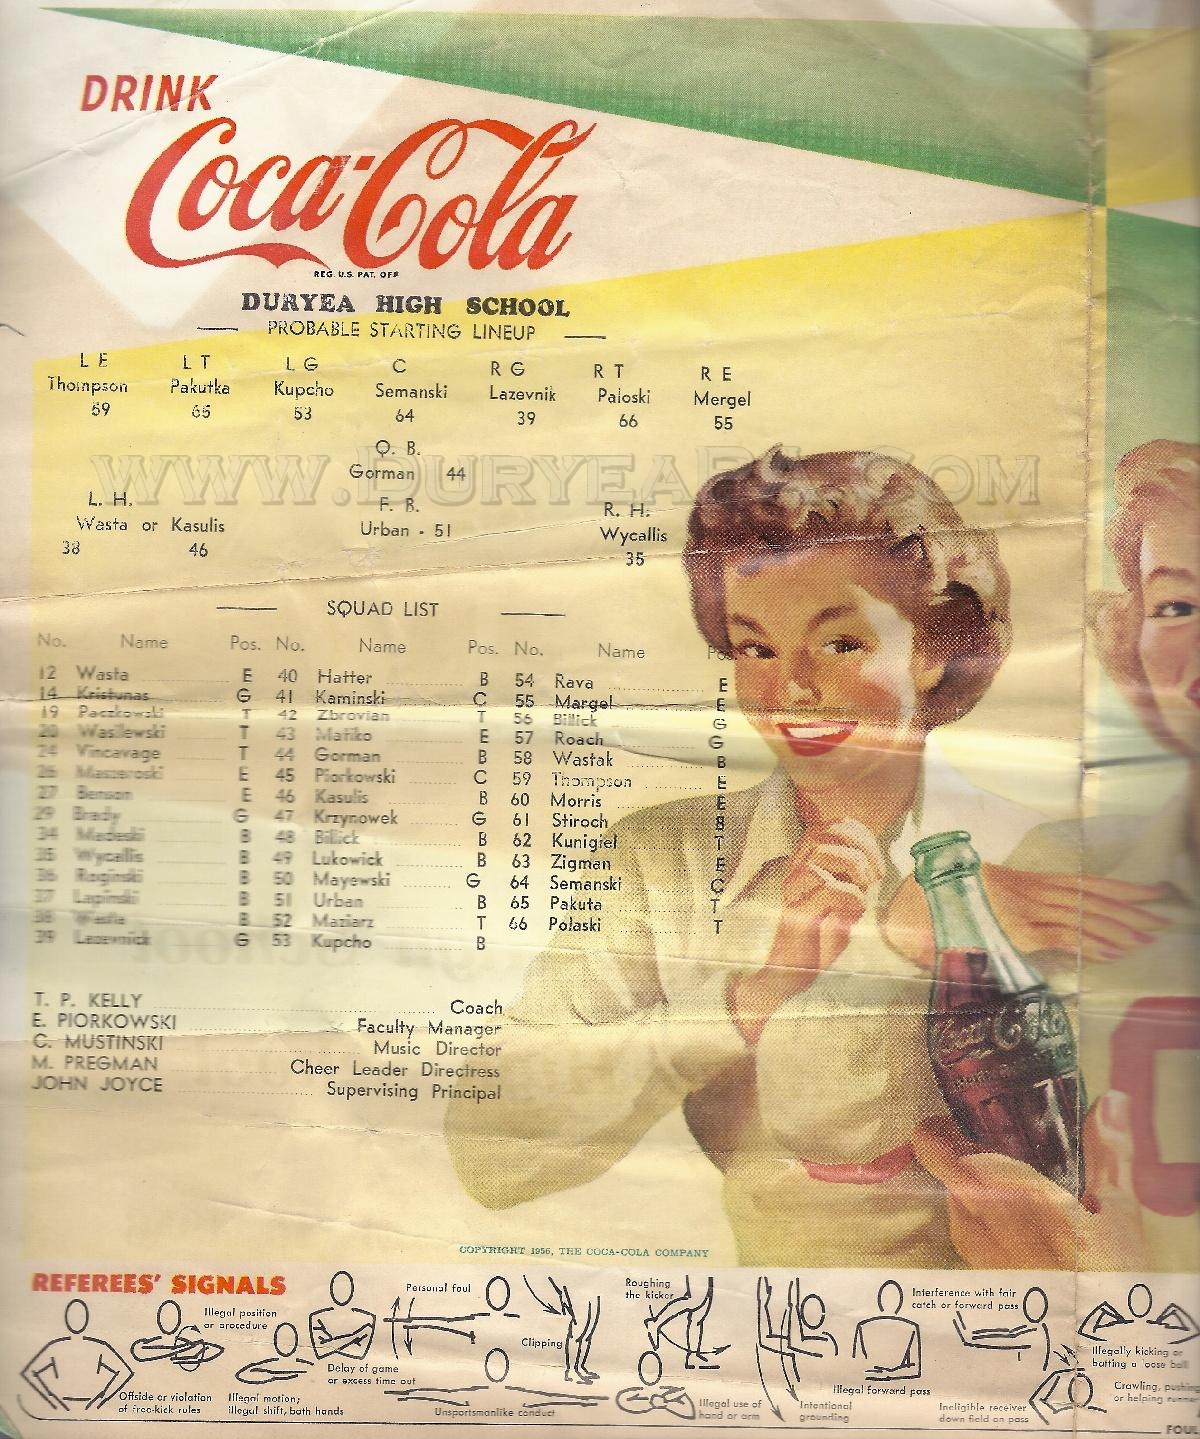 DRINK
Coca-Cola
REG. U.S. PAT. OFF
DURYEA HIGH SCHOOL
PROBABLE STARTING LINEUP
L E L T L G C R G R T R E
Thompson Pakutka Kupcho Semanski Lazevnik Paloski Mergel
59 65 53 64 39 66 55
Q. B.
Gorman 44
www.DuryeaPA.com
L. H. F. B. R. H.
Wasta or Kasulis Urban - 51 Wycallis
38 46 35
SQUAD LIST
No. Name Pos. No. Name Pos. No. Name Pos.
12 Wasta E 40 Hatter B 54 Rava E
14 Kristunas G 41 Kaminski C 55 Margel E
19 Paczkowski T 42 Zbrovian T 56 Billick G
20 Wasilewski T 43 Matiko E 57 Roach G
24 Vincavage T 44 Gorman B 58 Wastak B
26 Maszeroski E 45 Piorkowski C 59 Thompson E
27 Benson E 46 Kasulis B 60 Morris E
29 Brady G 47 Krzynowek G 61 Stiroch B
34 Madeski B 48 Billick B 62 Kunigiel T
35 Wycallis B 49 Lukowick B 63 Zigman E
36 Roginski B 50 Mayewski G 64 Semanski C
37 Lapinski B 51 Urban B 65 Pakuta T
38 Wasta B 52 Maziarz T 66 Polaski T
39 Lazevnick G 53 Kupcho B
T. P. KELLY Coach
E. PIORKOWSKI Faculty Manager
C. MUSTINSKI Music Director
M. PREGMAN Cheer Leader Directress
JOHN JOYCE Supervising Principal
Coca-Cola
COPYRIGHT 1956, THE COCA-COLA COMPANY
REFEREES' SIGNALS
Offside or violation
of free-kick rules
Illegal position
or procedure
Illegal motion;
illegal shift, both hands
Delay of game
or excess time out
Personal foul
Unsportsmanlike conduct
Clipping
Roughing
the kicker
Illegal use of
hand or arm
Intentional
grounding
Illegal forward pass
Interference with fair
catch or forward pass
Ineligible receiver
down field on pass
Illegally kicking or
batting a loose ball
Crawling, pushing
or helping runner
FOUL